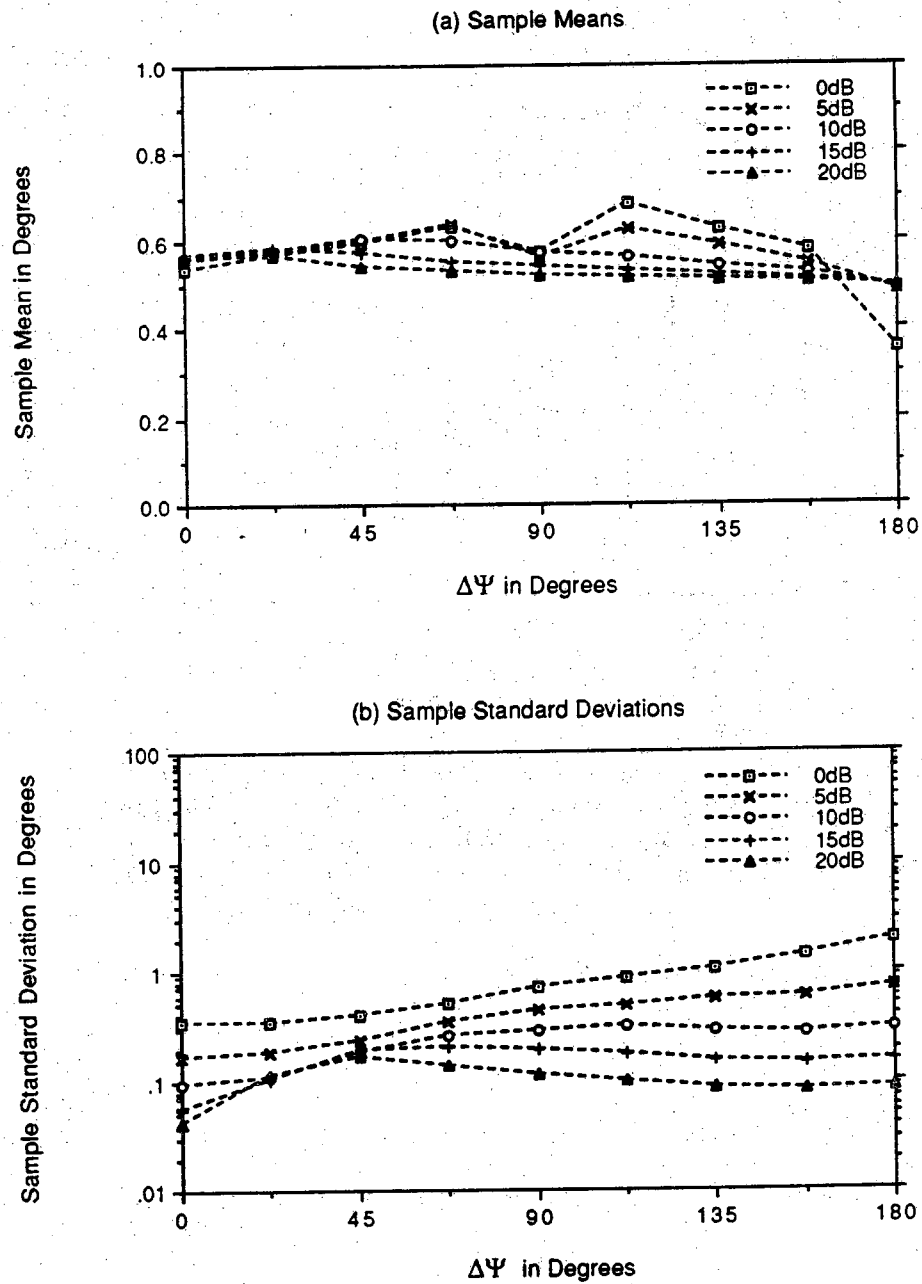 (a) Sample Means
Sample Mean in Degrees
1.0
0.8
0.6
0.4
0.2
0.0
0dB
5dB
10dB
15dB
20dB
0
45
90
135
180
ΔΨ in Degrees
(b) Sample Standard Deviations
Sample Standard Deviation in Degrees
100
10
1
.1
.01
0dB
5dB
10dB
15dB
20dB
0
45
90
135
180
ΔΨ in Degrees